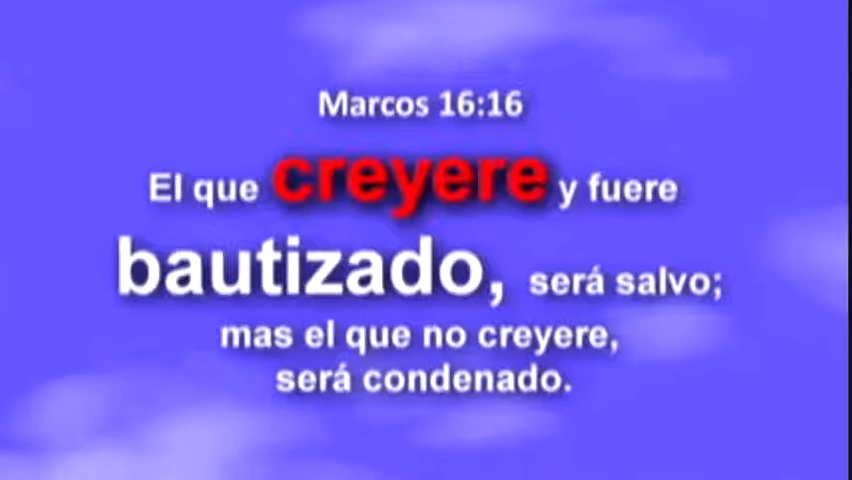 Marcos 16:16
El que creyere y fuere
bautizado, será salvo;
mas el que no creyere,
será condenado.